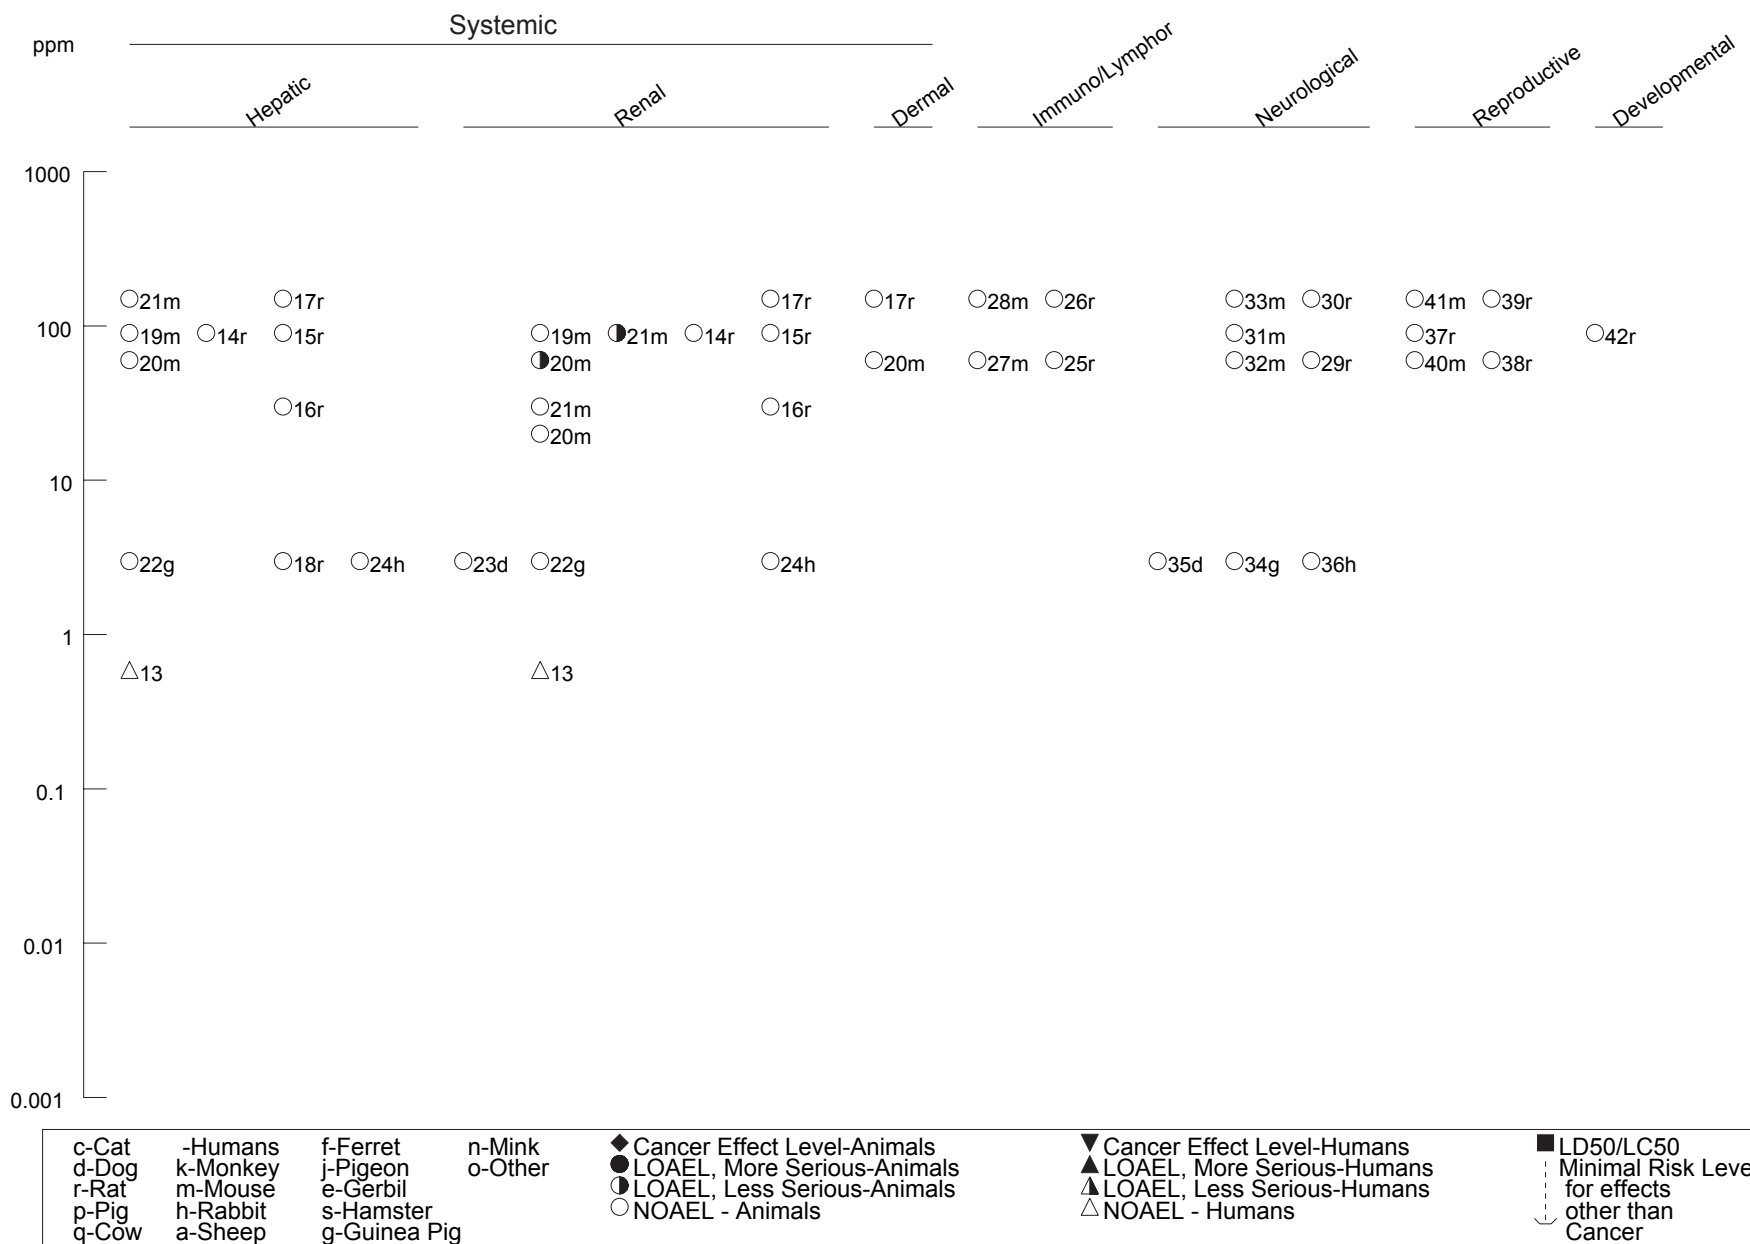 Systemic
ppm
Hepatic Renal Dermal Immuno/Lymphor Neurological Reproductive Developmental
1000
21m 17r 17r 17r 28m 26r 33m 30r 41m 39r
100
19m 14r 15r 19m 21m 14r 15r 31m 37r 42r
20m 20m 20m 27m 25r 32m 29r 40m 38r
16r 21m 16r
20m
10
22g 18r 24h 23d 22g 24h 35d 34g 36h
1
13 13
0.1
0.01
0.001
c-Cat -Humans f-Ferret n-Mink Cancer Effect Level-Animals Cancer Effect Level-Humans LD50/LC50
d-Dog k-Monkey j-Pigeon o-Other LOAEL, More Serious-Animals LOAEL, More Serious-Humans Minimal Risk Leve
r-Rat m-Mouse e-Gerbil LOAEL, Less Serious-Animals LOAEL, Less Serious-Humans for effects
p-Pig h-Rabbit s-Hamster NOAEL - Animals NOAEL - Humans other than
q-Cow a-Sheep g-Guinea Pig Cancer